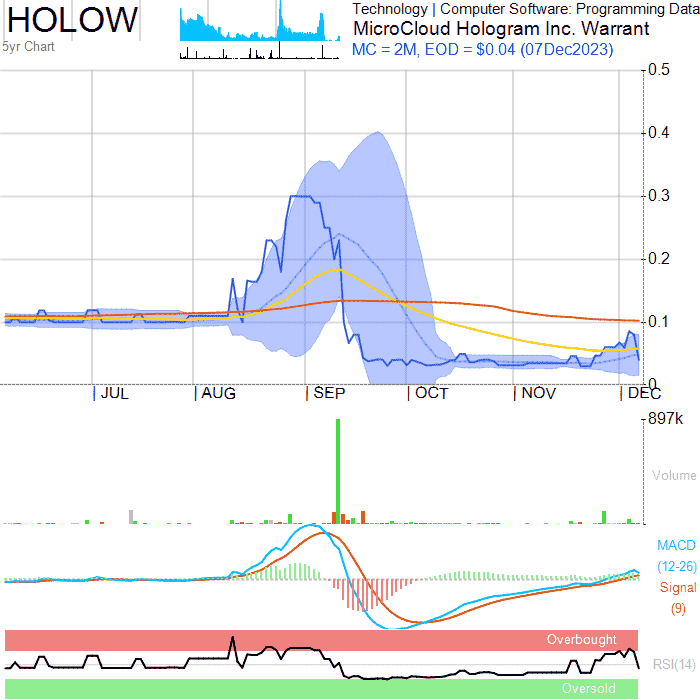 HOLOW
5yr Chart
Technology | Computer Software: Programming Data
MicroCloud Hologram Inc. Warrant
MC = 2M, EOD = $0.04 (07Dec2023)
0.5
0.4
0.3
0.2
0.1
0
JUL AUG SEP OCT NOV DEC
897k
Volume
MACD
(12-26)
Signal
(9)
Overbought
RSI(14)
Oversold